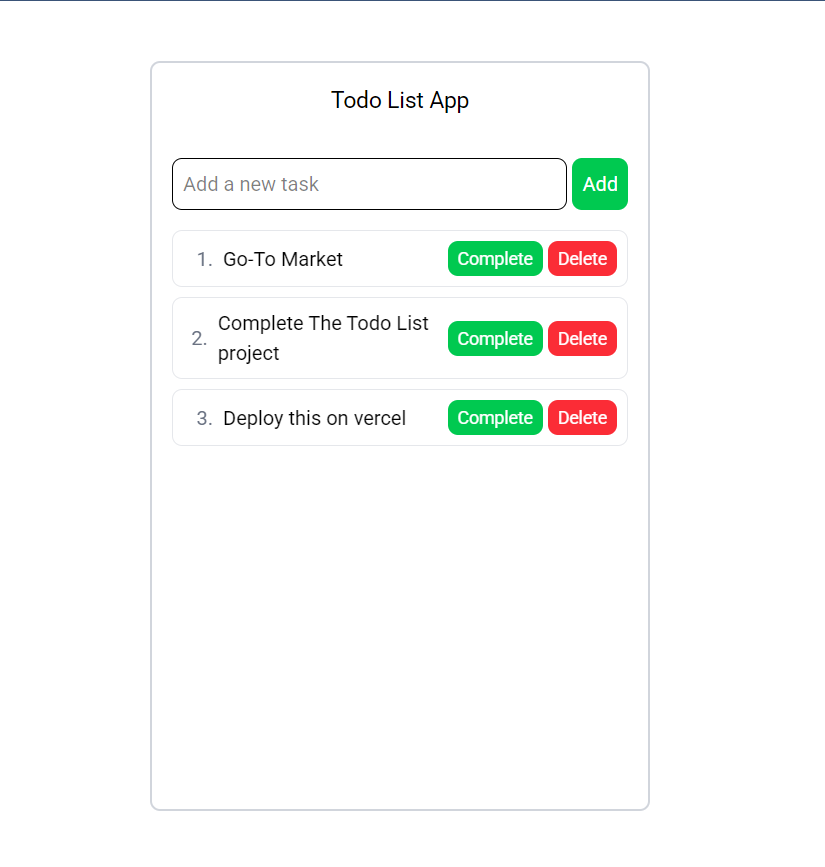 Todo List App
Add a new task
Add
1. Go-To Market Complete Delete
2. Complete The Todo List
project
Complete Delete
3. Deploy this on vercel Complete Delete